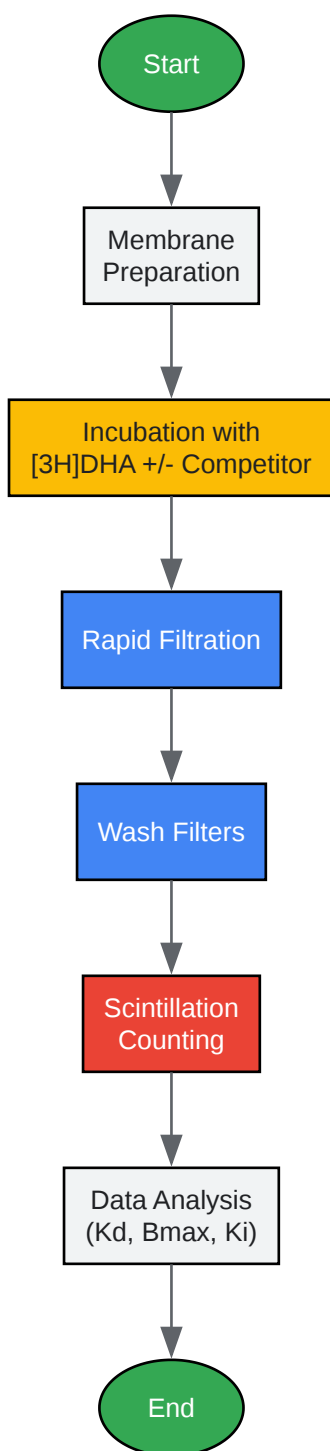 Start
Membrane
Preparation
Incubation with
[3H]DHA +/- Competitor
Rapid Filtration
Wash Filters
Scintillation
Counting
Data Analysis
(Kd, Bmax, Ki)
End